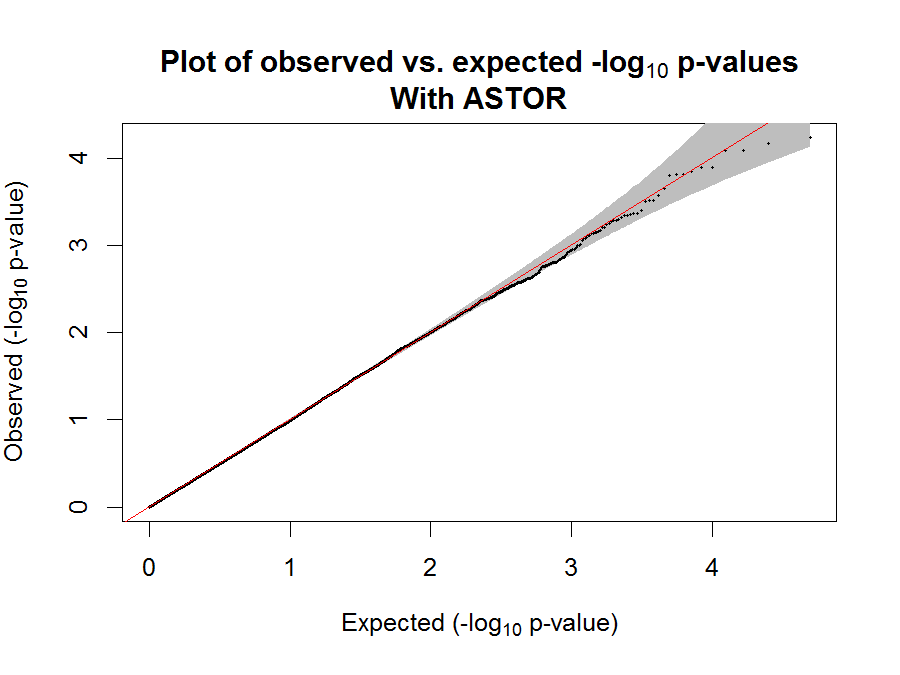 Plot of observed vs. expected -log10 p-values
With ASTOR
4
3
2
1
0
Observed (-log10 p-value)
0 1 2 3 4
Expected (-log10 p-value)